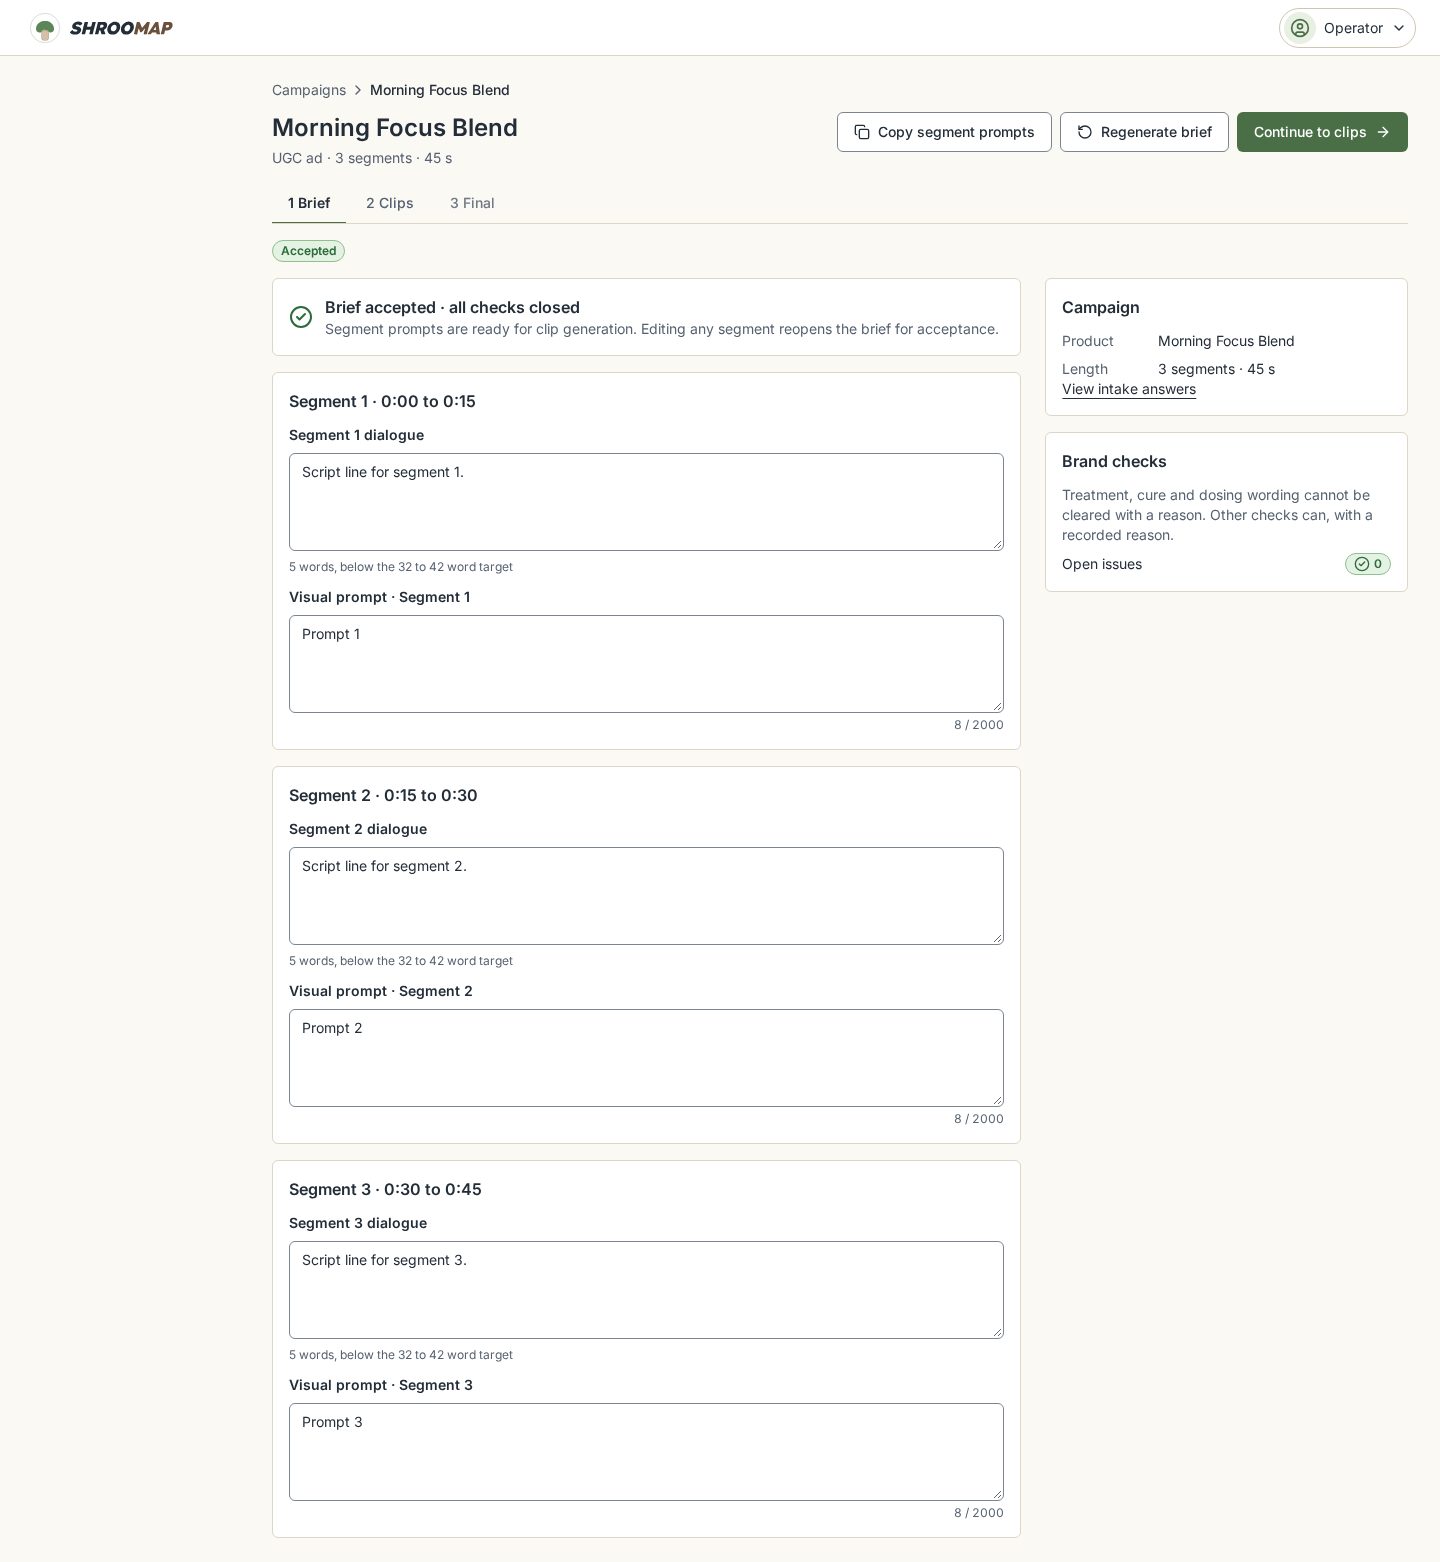 SHROOMAP
Operator
Campaigns > Morning Focus Blend
Morning Focus Blend
UGC ad · 3 segments · 45 s
Copy segment prompts
Regenerate brief
Continue to clips
1 Brief
2 Clips
3 Final
Accepted
Brief accepted · all checks closed
Segment prompts are ready for clip generation. Editing any segment reopens the brief for acceptance.
Segment 1 · 0:00 to 0:15
Segment 1 dialogue
Script line for segment 1.
5 words, below the 32 to 42 word target
Visual prompt · Segment 1
Prompt 1
8 / 2000
Segment 2 · 0:15 to 0:30
Segment 2 dialogue
Script line for segment 2.
5 words, below the 32 to 42 word target
Visual prompt · Segment 2
Prompt 2
8 / 2000
Segment 3 · 0:30 to 0:45
Segment 3 dialogue
Script line for segment 3.
5 words, below the 32 to 42 word target
Visual prompt · Segment 3
Prompt 3
8 / 2000
Campaign
Product Morning Focus Blend
Length 3 segments · 45 s
View intake answers
Brand checks
Treatment, cure and dosing wording cannot be
cleared with a reason. Other checks can, with a
recorded reason.
Open issues 0